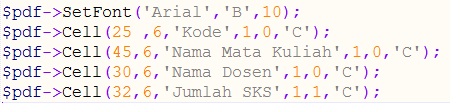 $pdf->SetFont('Arial','B',10);
$pdf->Cell(25 ,6,'Kode',1,0,'C');
$pdf->Cell(45,6,'Nama Mata Kuliah',1,0,'C');
$pdf->Cell(30,6,'Nama Dosen',1,0,'C');
$pdf->Cell(32,6,'Jumlah SKS',1,1,'C');